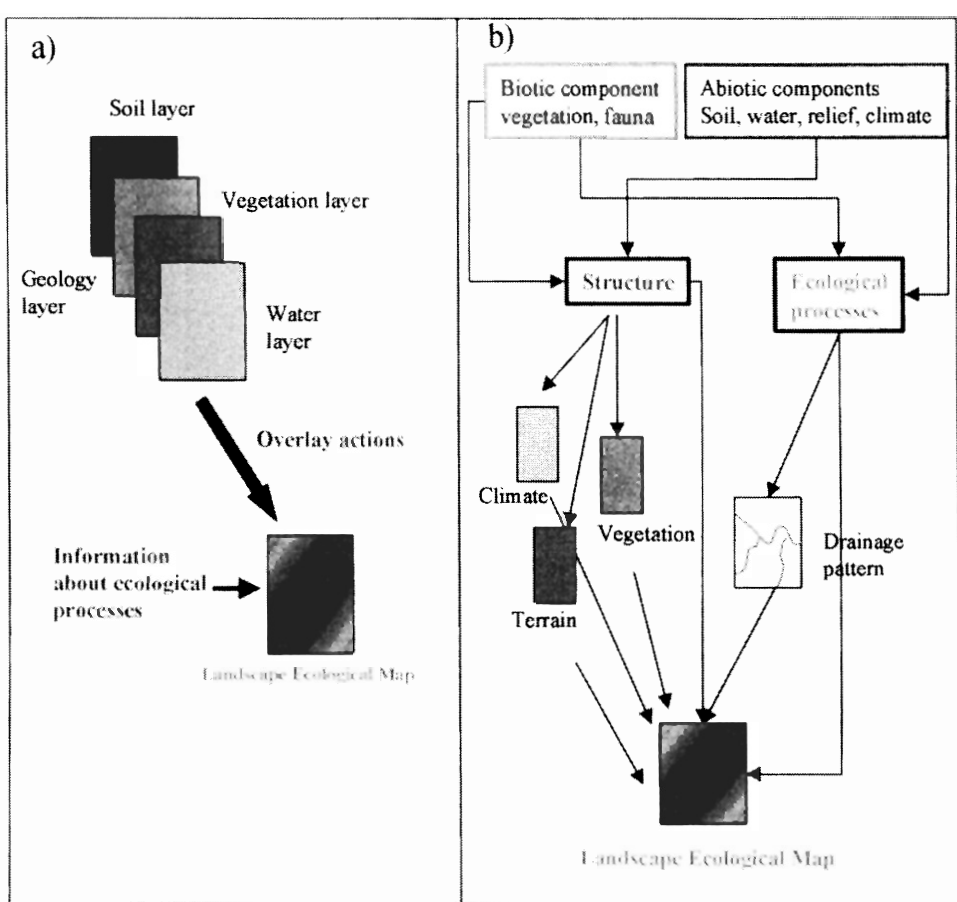 a)
Soil layer
Vegetation layer
Geology
layer
Water
layer
Overlay actions
Information
about ecological
processes
Landscape Ecological Map
b)
Biotic component
vegetation, fauna
Abiotic components
Soil, water, relief, climate
Structure
Ecological
processes
Climate
Vegetation
Terrain
Drainage
pattern
Landscape Ecological Map